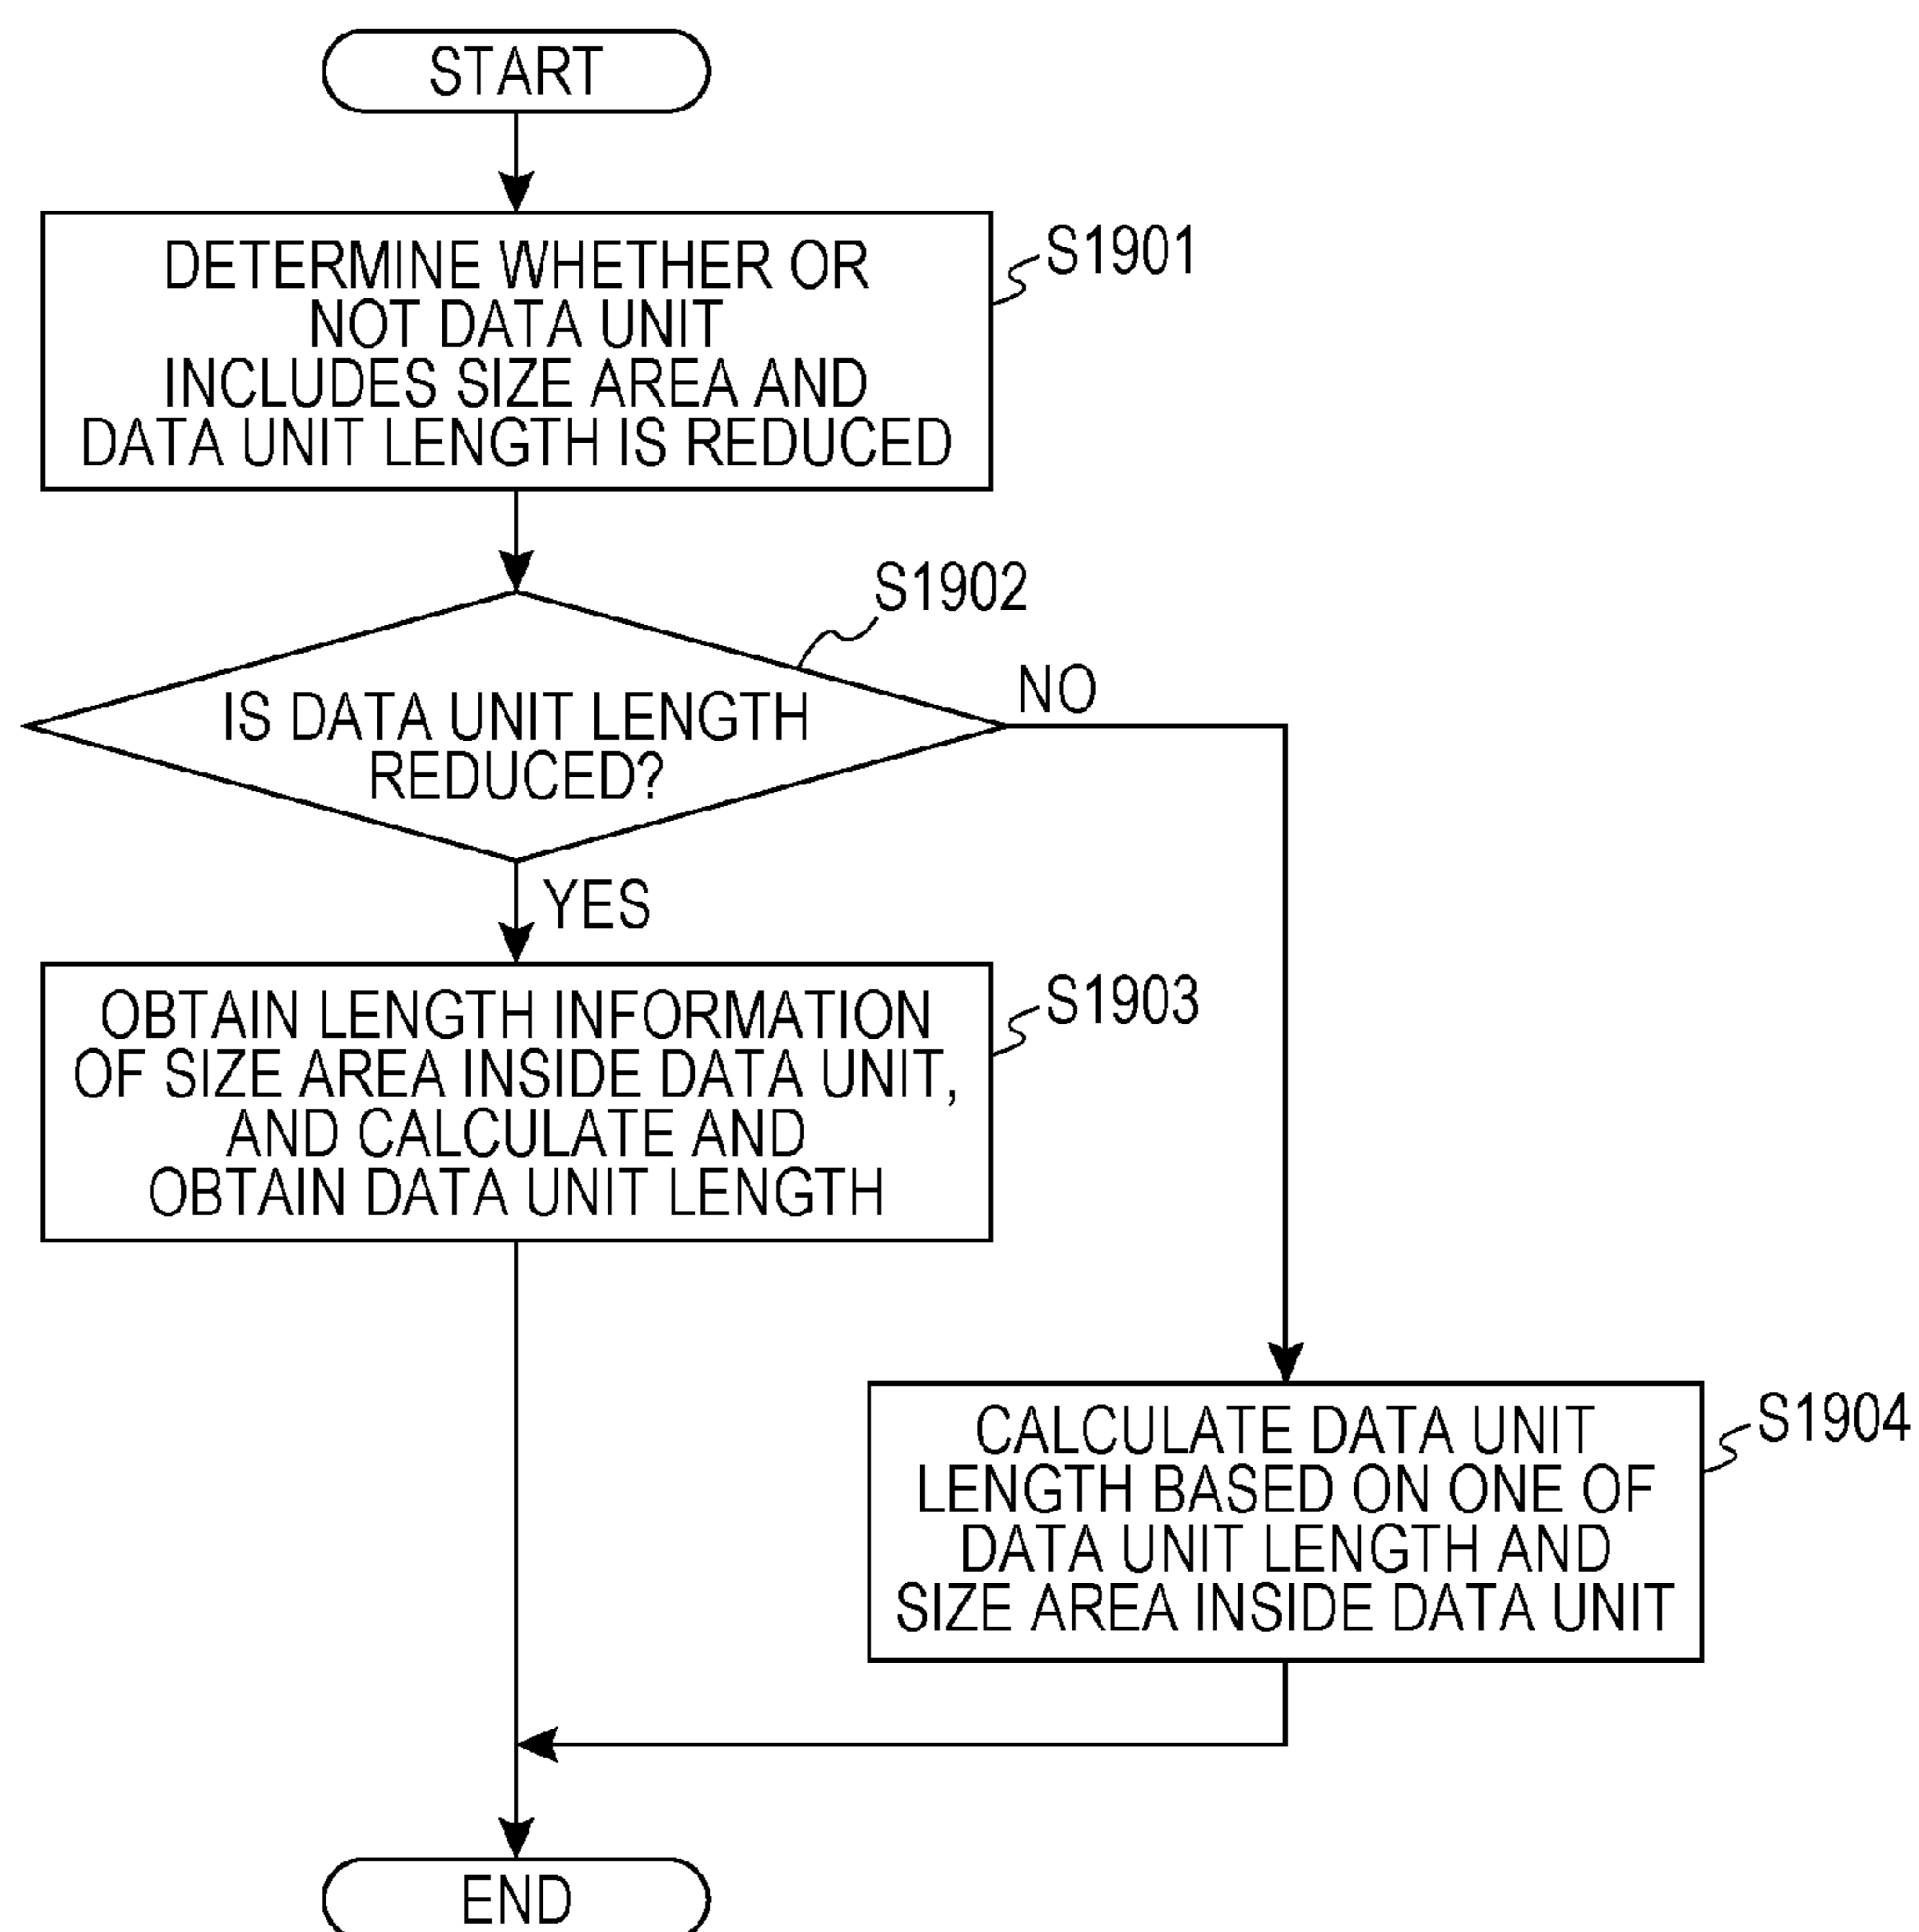 START
DETERMINE WHETHER OR
NOT DATA UNIT
INCLUDES SIZE AREA AND
DATA UNIT LENGTH IS REDUCED
S1901
S1902
IS DATA UNIT LENGTH
REDUCED?
NO
YES
OBTAIN LENGTH INFORMATION
OF SIZE AREA INSIDE DATA UNIT,
AND CALCULATE AND
OBTAIN DATA UNIT LENGTH
S1903
CALCULATE DATA UNIT
LENGTH BASED ON ONE OF
DATA UNIT LENGTH AND
SIZE AREA INSIDE DATA UNIT
S1904
END